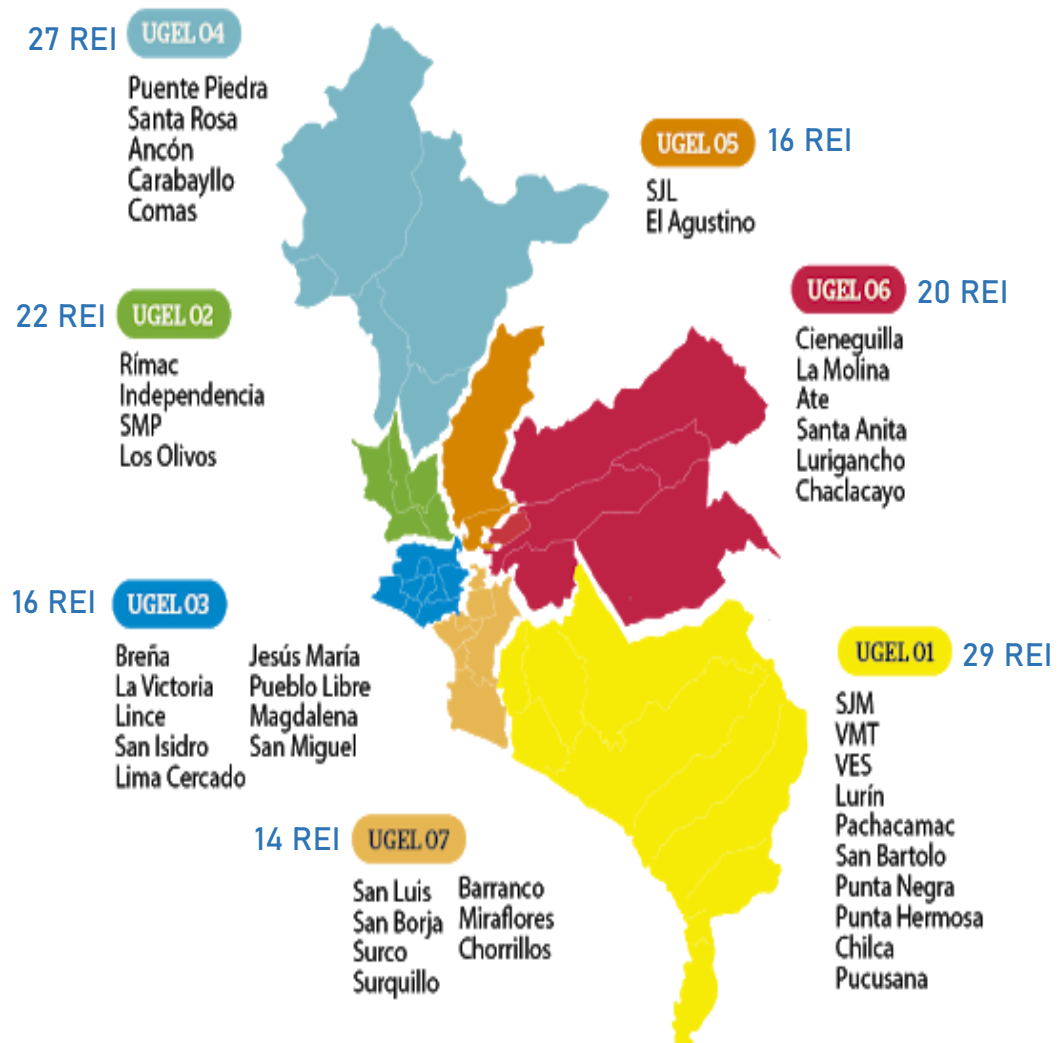 27 REI UGEL 04
Puente Piedra
Santa Rosa
Ancón
Carabayllo
Comas
UGEL 05 16 REI
SJL
El Agustino
UGEL 06 20 REI
Cieneguilla
La Molina
Ate
Santa Anita
Lurigancho
Chaclacayo
22 REI UGEL 02
Rímac
Independencia
SMP
Los Olivos
16 REI UGEL 03
Breña
La Victoria
Lince
San Isidro
Lima Cercado
Jesús María
Pueblo Libre
Magdalena
San Miguel
UGEL 01 29 REI
SJM
VMT
VES
Lurín
Pachacamac
San Bartolo
Punta Negra
Punta Hermosa
Chilca
Pucusana
14 REI UGEL 07
San Luis
San Borja
Surco
Surquillo
Barranco
Miraflores
Chorrillos